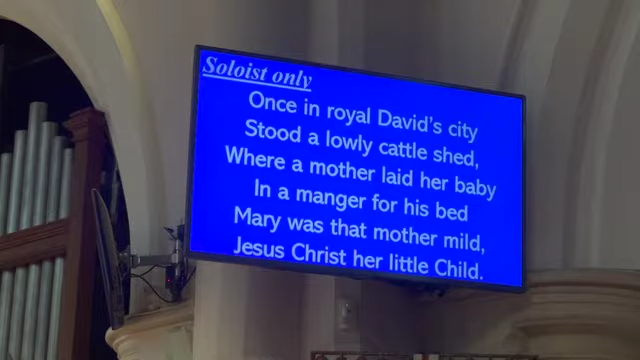 Soloist only
Once in royal David's city
Stood a lowly cattle shed,
Where a mother laid her baby
In a manger for his bed
Mary was that mother mild,
Jesus Christ her little Child.